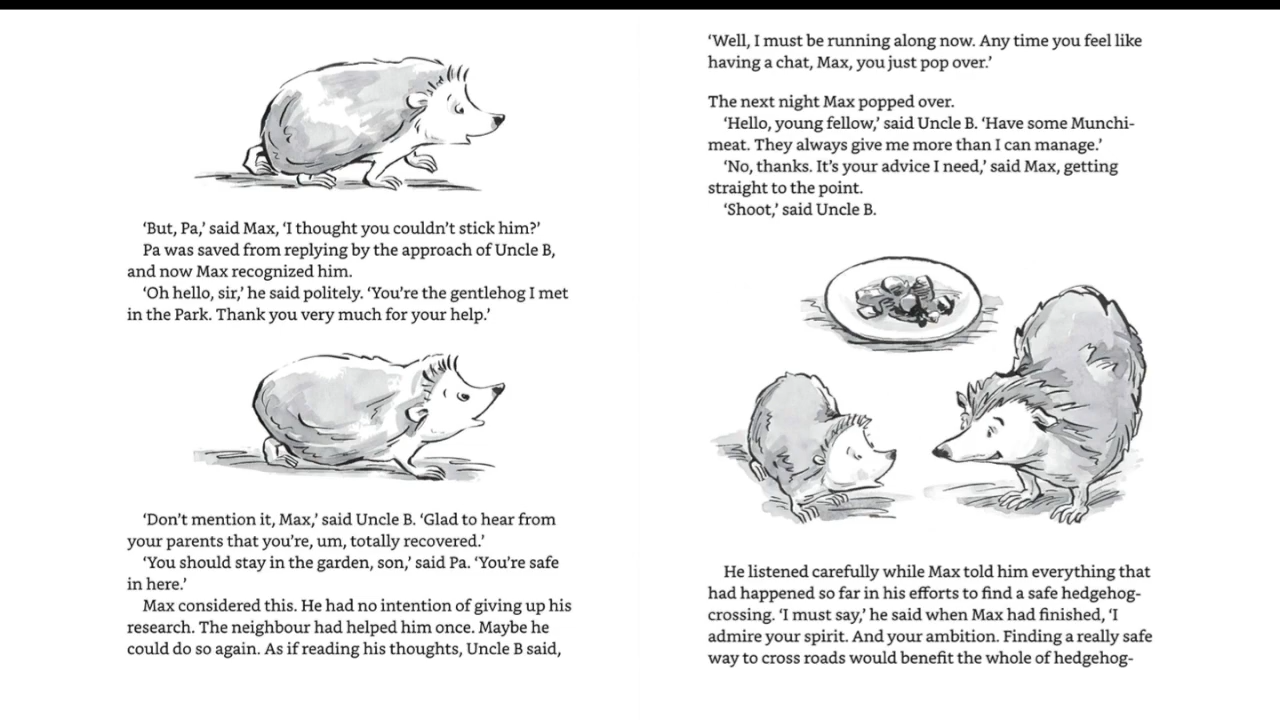 ‘But, Pa,’ said Max, ‘I thought you couldn’t stick him?’
Pa was saved from replying by the approach of Uncle B,
and now Max recognized him.
‘Oh hello, sir,’ he said politely. ‘You’re the gentlehog I met
in the Park. Thank you very much for your help.’
‘Don’t mention it, Max,’ said Uncle B. ‘Glad to hear from
your parents that you’re, um, totally recovered.’
‘You should stay in the garden, son,’ said Pa. ‘You’re safe
in here.’
Max considered this. He had no intention of giving up his
research. The neighbour had helped him once. Maybe he
could do so again. As if reading his thoughts, Uncle B said,
‘Well, I must be running along now. Any time you feel like
having a chat, Max, you just pop over.’
The next night Max popped over.
‘Hello, young fellow,’ said Uncle B. ‘Have some Munchi-
meat. They always give me more than I can manage.’
‘No, thanks. It’s your advice I need,’ said Max, getting
straight to the point.
‘Shoot,’ said Uncle B.
He listened carefully while Max told him everything that
had happened so far in his efforts to find a safe hedgehog-
crossing. ‘I must say,’ he said when Max had finished, ‘I
admire your spirit. And your ambition. Finding a really safe
way to cross roads would benefit the whole of hedgehog-